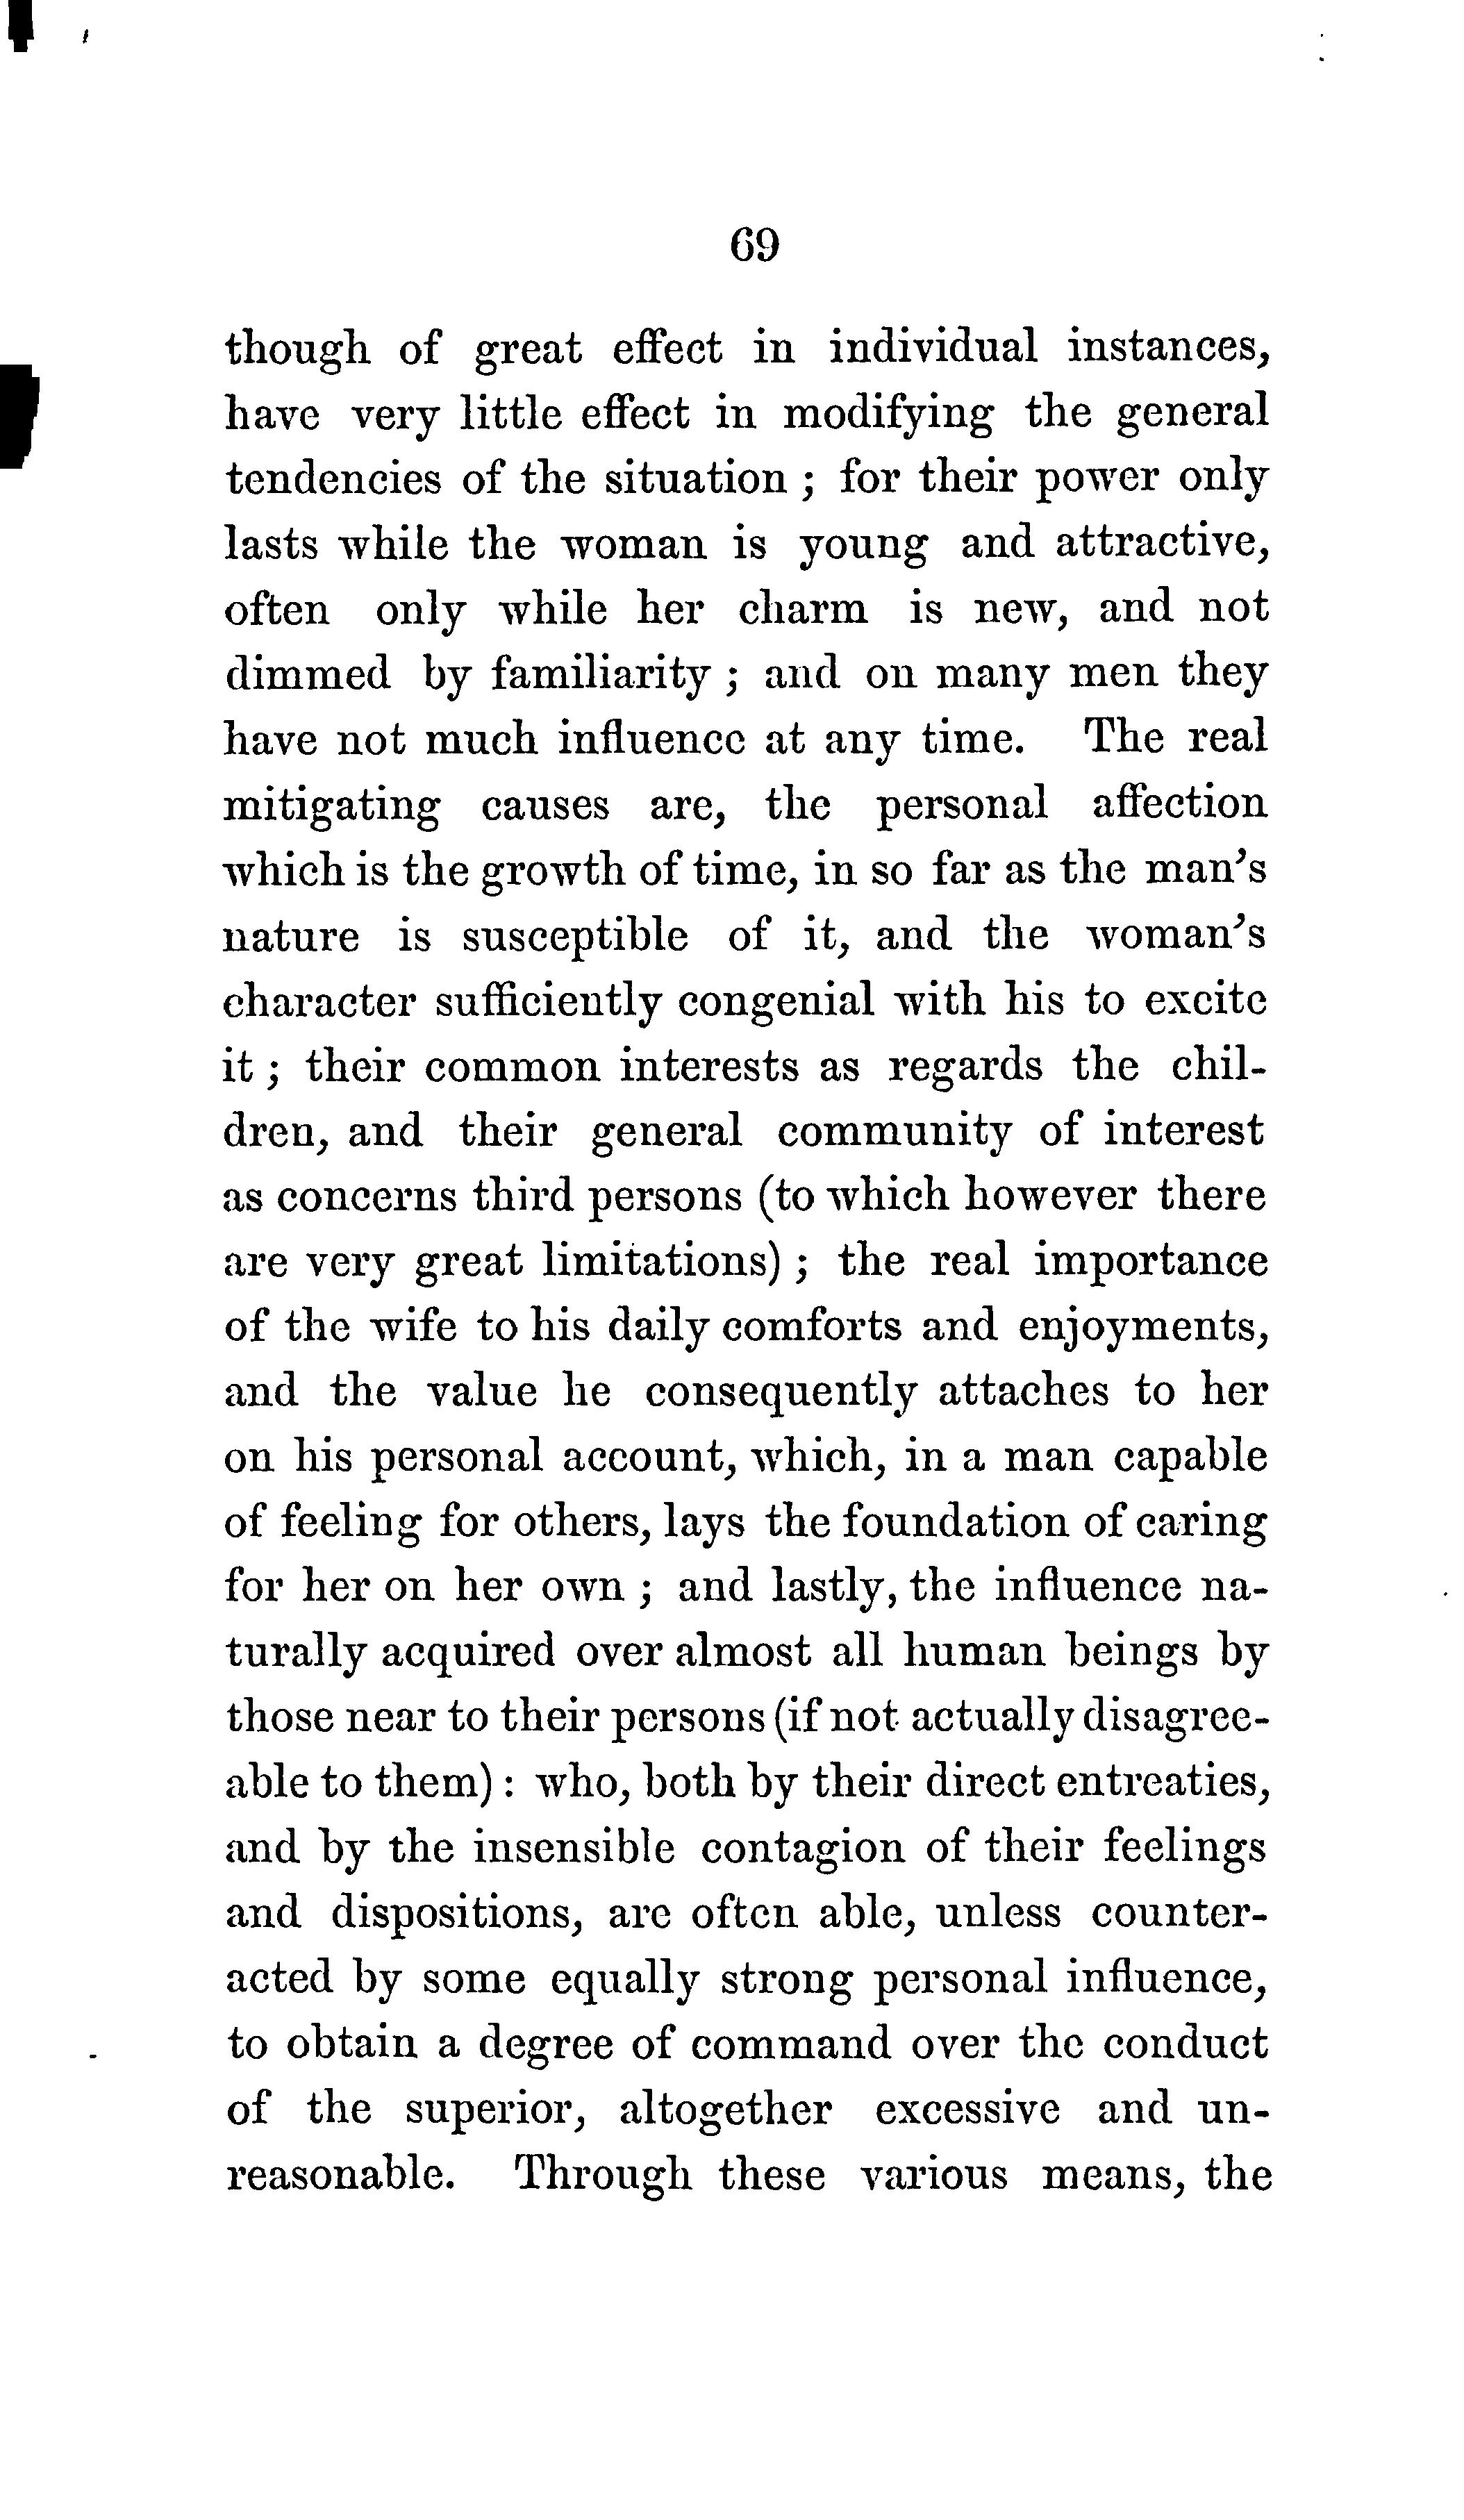 69
though of great effect in individual instances,
have very little effect in modifying the general
tendencies of the situation ; for their power only
lasts while the woman is young and attractive,
often only while her charm is new, and not
dimmed by familiarity ; and on many men they
have not much influence at any time. The real
mitigating causes are, the personal affection
which is the growth of time, in so far as the man's
nature is susceptible of it, and the woman's
character sufficiently congenial with his to excite
it ; their common interests as regards the chil-
dren, and their general community of interest
as concerns third persons (to which however there
are very great limitations) ; the real importance
of the wife to his daily comforts and enjoyments,
and the value he consequently attaches to her
on his personal account, which, in a man capable
of feeling for others, lays the foundation of caring
for her on her own ; and lastly, the influence na-
turally acquired over almost all human beings by
those near to their persons (if not actually disagree-
able to them) : who, both by their direct entreaties,
and by the insensible contagion of their feelings
and dispositions, are often able, unless counter-
acted by some equally strong personal influence,
to obtain a degree of command over the conduct
of the superior, altogether excessive and un-
reasonable. Through these various means, the